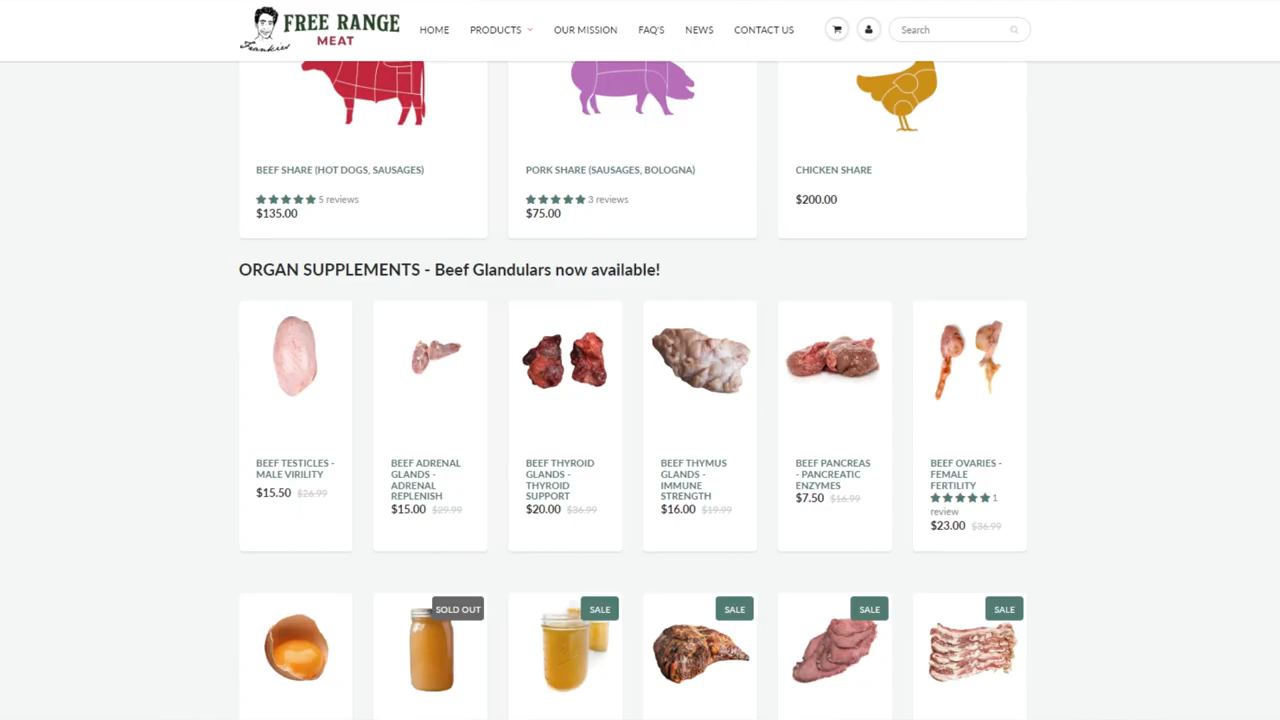 FREE RANGE
MEAT
Frankies
HOME
PRODUCTS
OUR MISSION
FAQ'S
NEWS
CONTACT US
Search
BEEF SHARE (HOT DOGS, SAUSAGES)
5 reviews
$135.00
PORK SHARE (SAUSAGES, BOLOGNA)
3 reviews
$75.00
CHICKEN SHARE
$200.00
ORGAN SUPPLEMENTS - Beef Glandulars now available!
BEEF TESTICLES -
MALE VIRILITY
$15.50 $26.99
BEEF ADRENAL
GLANDS -
ADRENAL
REPLENISH
$15.00 $29.99
BEEF THYROID
GLANDS -
THYROID
SUPPORT
$20.00 $36.99
BEEF THYMUS
GLANDS -
IMMUNE
STRENGTH
$16.00 $19.99
BEEF PANCREAS
- PANCREATIC
ENZYMES
$7.50 $16.99
BEEF OVARIES -
FEMALE
FERTILITY
1
review
$23.00 $36.99
SOLD OUT
SALE
SALE
SALE
SALE